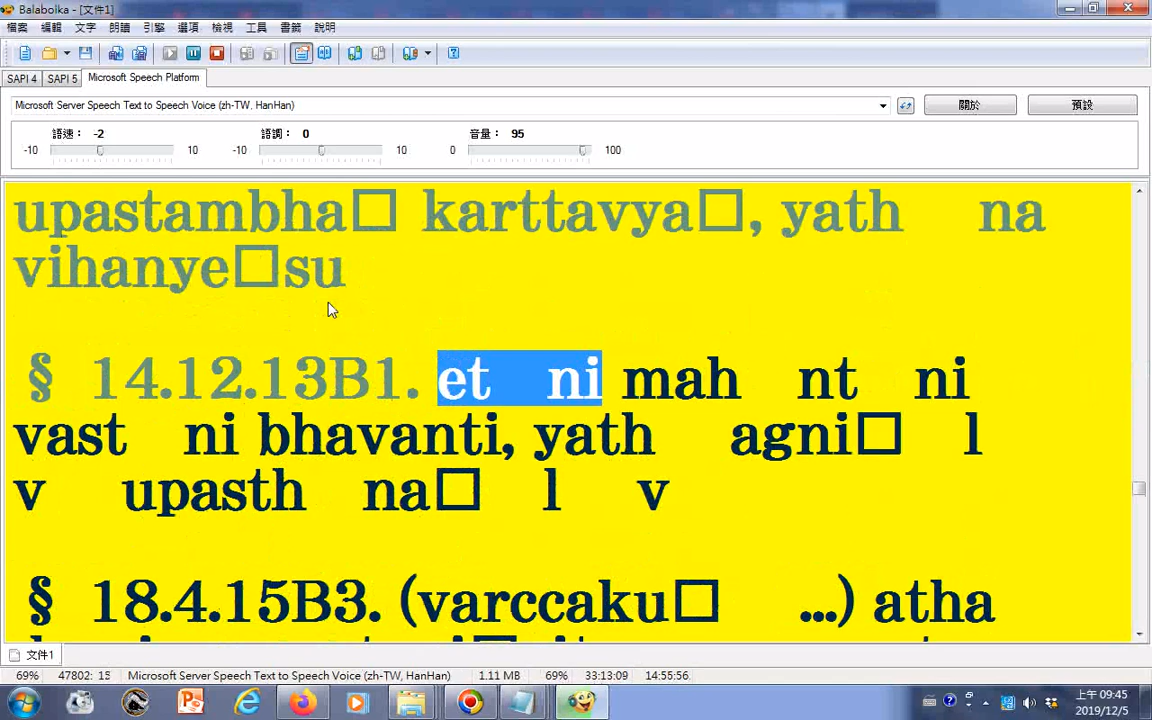 Balabolka - [文件1]
檔案 編輯 文字 朗讀 引擎 選項 檢視 工具 書籤 說明
SAPI 4 SAPI 5 Microsoft Speech Platform
Microsoft Server Speech Text to Speech Voice (zh-TW, HanHan) 關於 預設
語速： -2 語調： 0 音量： 95
-10 10 -10 10 0 100
upastambha□ karttavya□, yath na
vihanye□su
§ 14.12.13B1. et ni mah nt ni
vast ni bhavanti, yath agni□ l
v upasth na□ l v
§ 18.4.15B3. (varccaku□ ...) atha
文件1
69% 47802: 15 Microsoft Server Speech Text to Speech Voice (zh-TW, HanHan) 1.11 MB 69% 33:13:09 14:55:56
上午 09:45
2019/12/5